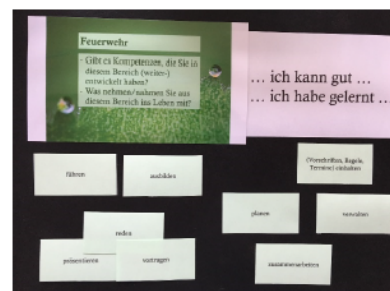 Feuerwehr
- Gibt es Kompetenzen, die Sie in
diesem Bereich (weiter-)
entwickelt haben?
- Was nehmen/nahmen Sie aus
diesem Bereich ins Leben mit?
... ich kann gut ...
... ich habe gelernt ...
führen
ausbilden
(Vorschriften, Regeln,
Termine) einhalten
planen
verwalten
reden
präsentieren
vortragen
zusammenarbeiten